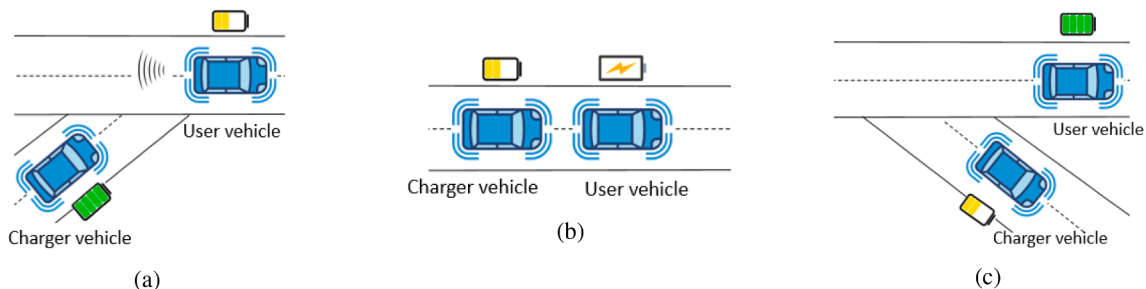 User vehicle
Charger vehicle
(a)
Charger vehicle User vehicle
(b)
User vehicle
Charger vehicle
(c)